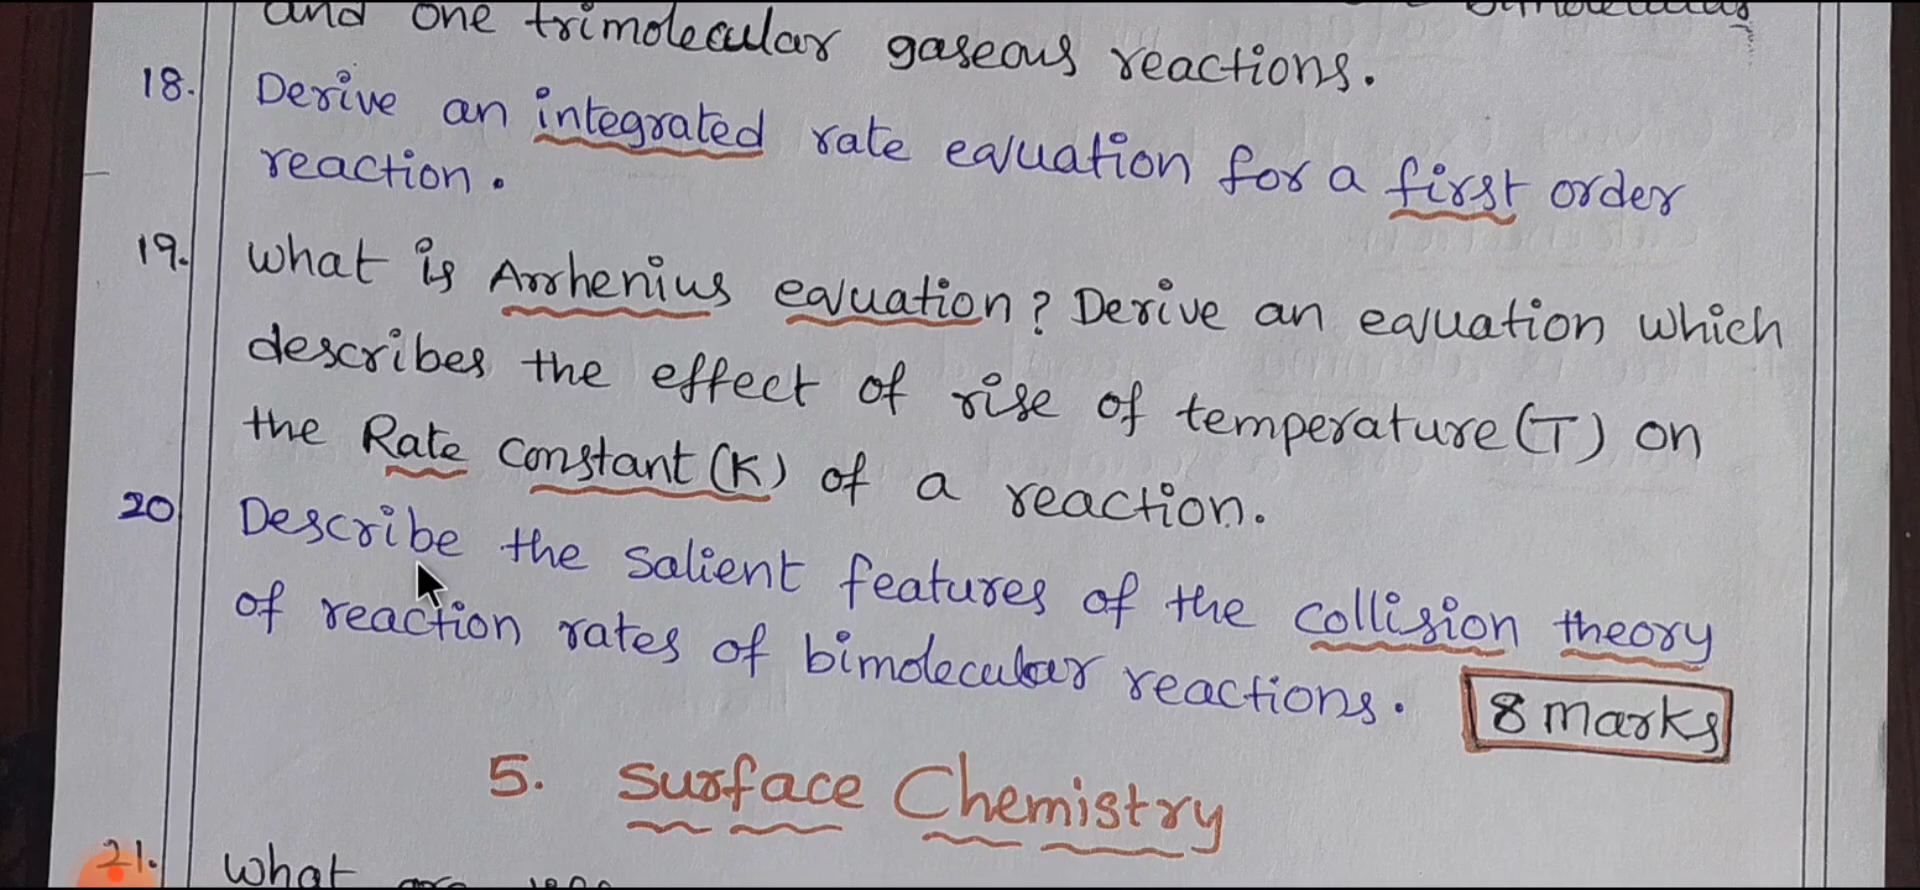 and one trimolecular gaseous reactions.
18. Derive an integrated rate equation for a first order
reaction.
19. What is Arrhenius equation? Derive an equation which
describes the effect of rise of temperature (T) on
the Rate constant (K) of a reaction.
20 Describe the salient features of the collision theory
of reaction rates of bimolecular reactions. 8 marks
5. Surface Chemistry
21. What are